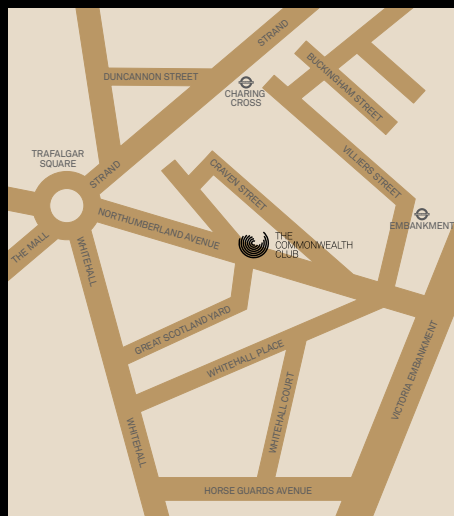 STRAND
DUNCANNON STREET
BUCKINGHAM STREET
CHARING
CROSS
TRAFALGAR
SQUARE
STRAND
VILLIERS STREET
CRAVEN STREET
NORTHUMBERLAND AVENUE
EMBANKMENT
THE MALL
WHITEHALL
THE
COMMONWEALTH
CLUB
GREAT SCOTLAND YARD
WHITEHALL PLACE
VICTORIA EMBANKMENT
WHITEHALL COURT
WHITEHALL
HORSE GUARDS AVENUE